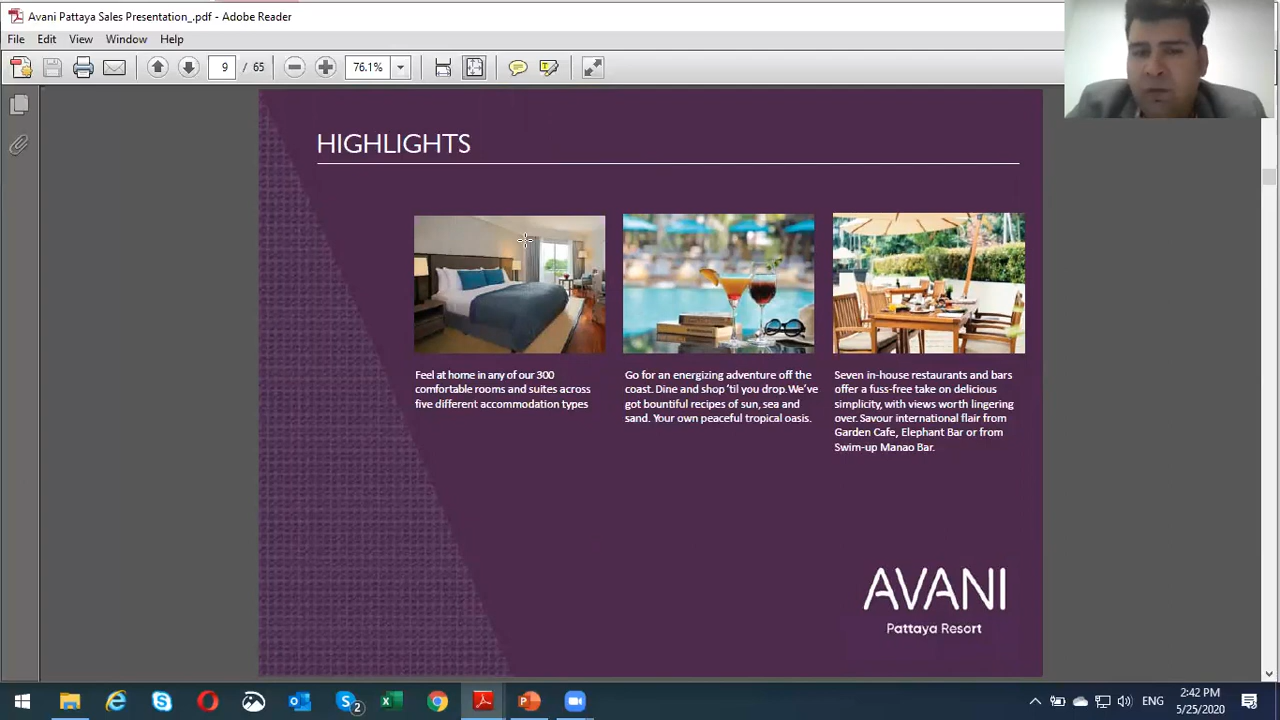 Avani Pattaya Sales Presentation_.pdf - Adobe Reader
File Edit View Window Help
9 / 65 76.1%
HIGHLIGHTS
Feel at home in any of our 300
comfortable rooms and suites across
five different accommodation types
Go for an energizing adventure off the
coast. Dine and shop 'til you drop. We've
got bountiful recipes of sun, sea and
sand. Your own peaceful tropical oasis.
Seven in-house restaurants and bars
offer a fuss-free take on delicious
simplicity, with views worth lingering
over. Savour international flair from
Garden Cafe, Elephant Bar or from
Swim-up Manao Bar.
AVANI
Pattaya Resort
2
ENG
2:42 PM
5/25/2020